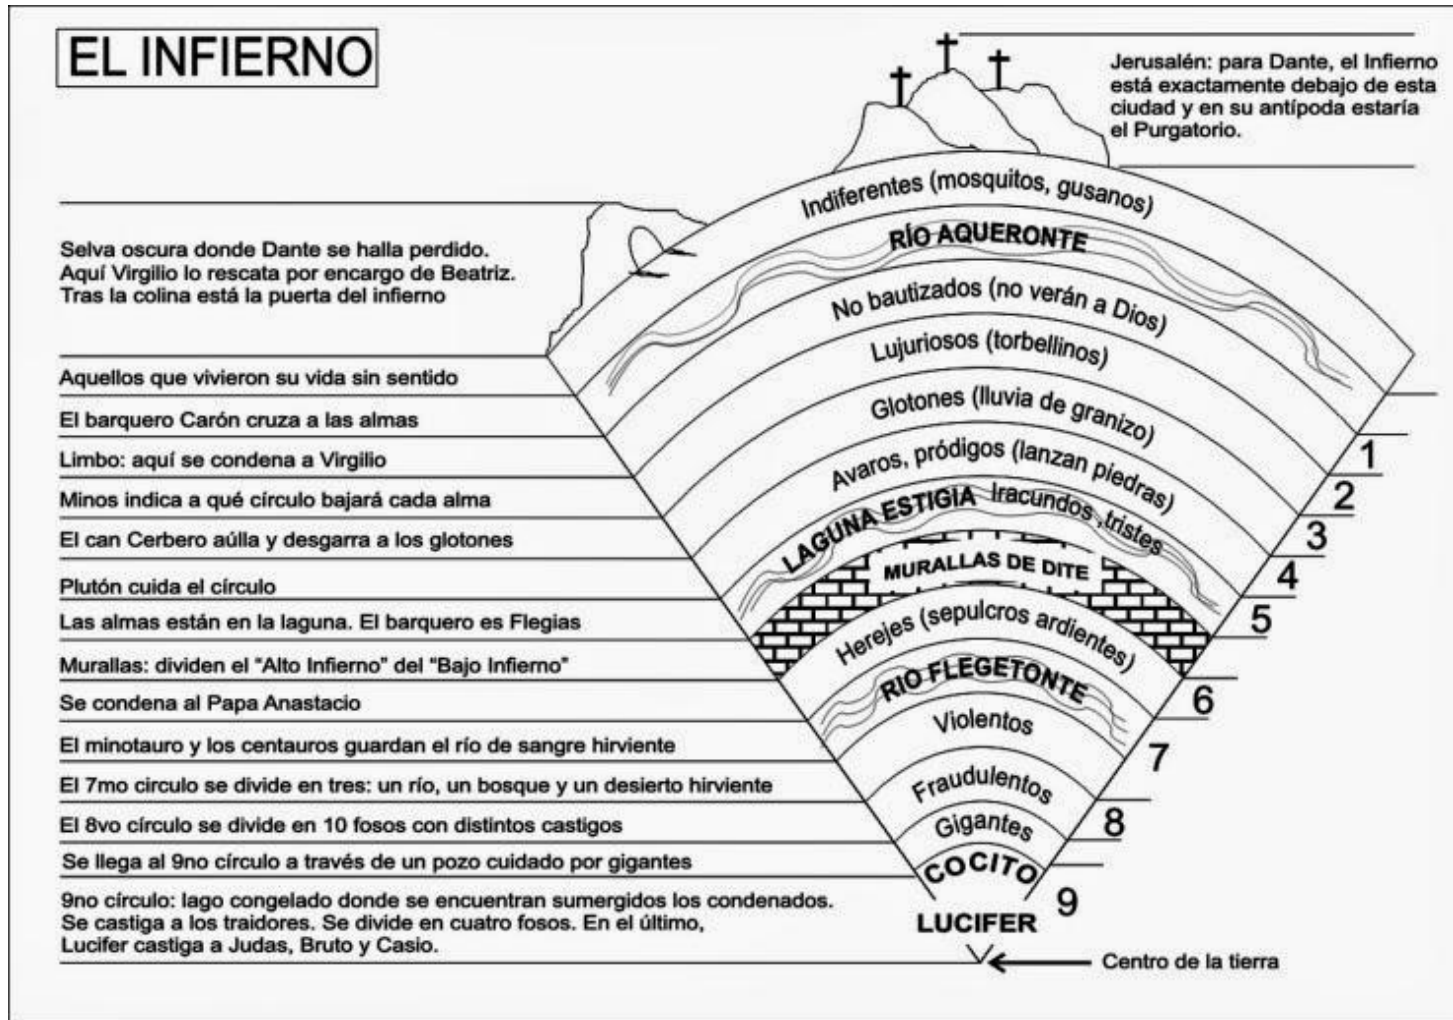 EL INFIERNO
Jerusalén: para Dante, el Infierno
está exactamente debajo de esta
ciudad y en su antípoda estaría
el Purgatorio.
Selva oscura donde Dante se halla perdido.
Aquí Virgilio lo rescata por encargo de Beatriz.
Tras la colina está la puerta del infierno
Aquellos que vivieron su vida sin sentido
El barquero Carón cruza a las almas
Limbo: aquí se condena a Virgilio
Minos indica a qué círculo bajará cada alma
El can Cerbero aúlla y desgarra a los glotones
Plutón cuida el círculo
Las almas están en la laguna. El barquero es Flegias
Murallas: dividen el “Alto Infierno” del “Bajo Infierno”
Se condena al Papa Anastacio
El minotauro y los centauros guardan el río de sangre hirviente
El 7mo circulo se divide en tres: un río, un bosque y un desierto hirviente
El 8vo círculo se divide en 10 fosos con distintos castigos
Se llega al 9no círculo a través de un pozo cuidado por gigantes
9no círculo: lago congelado donde se encuentran sumergidos los condenados.
Se castiga a los traidores. Se divide en cuatro fosos. En el último,
Lucifer castiga a Judas, Bruto y Casio.
Indiferentes (mosquitos, gusanos)
RÍO AQUERONTE
No bautizados (no verán a Dios)
Lujuriosos (torbellinos)
Glotones (lluvia de granizo)
Avaros, pródigos (lanzan piedras)
LAGUNA ESTIGIA Iracundos ,tristes
MURALLAS DE DITE
Herejes (sepulcros ardientes)
RIO FLEGETONTE
Violentos
Fraudulentos
Gigantes
COCITO
LUCIFER
1
2
3
4
5
6
7
8
9
Centro de la tierra